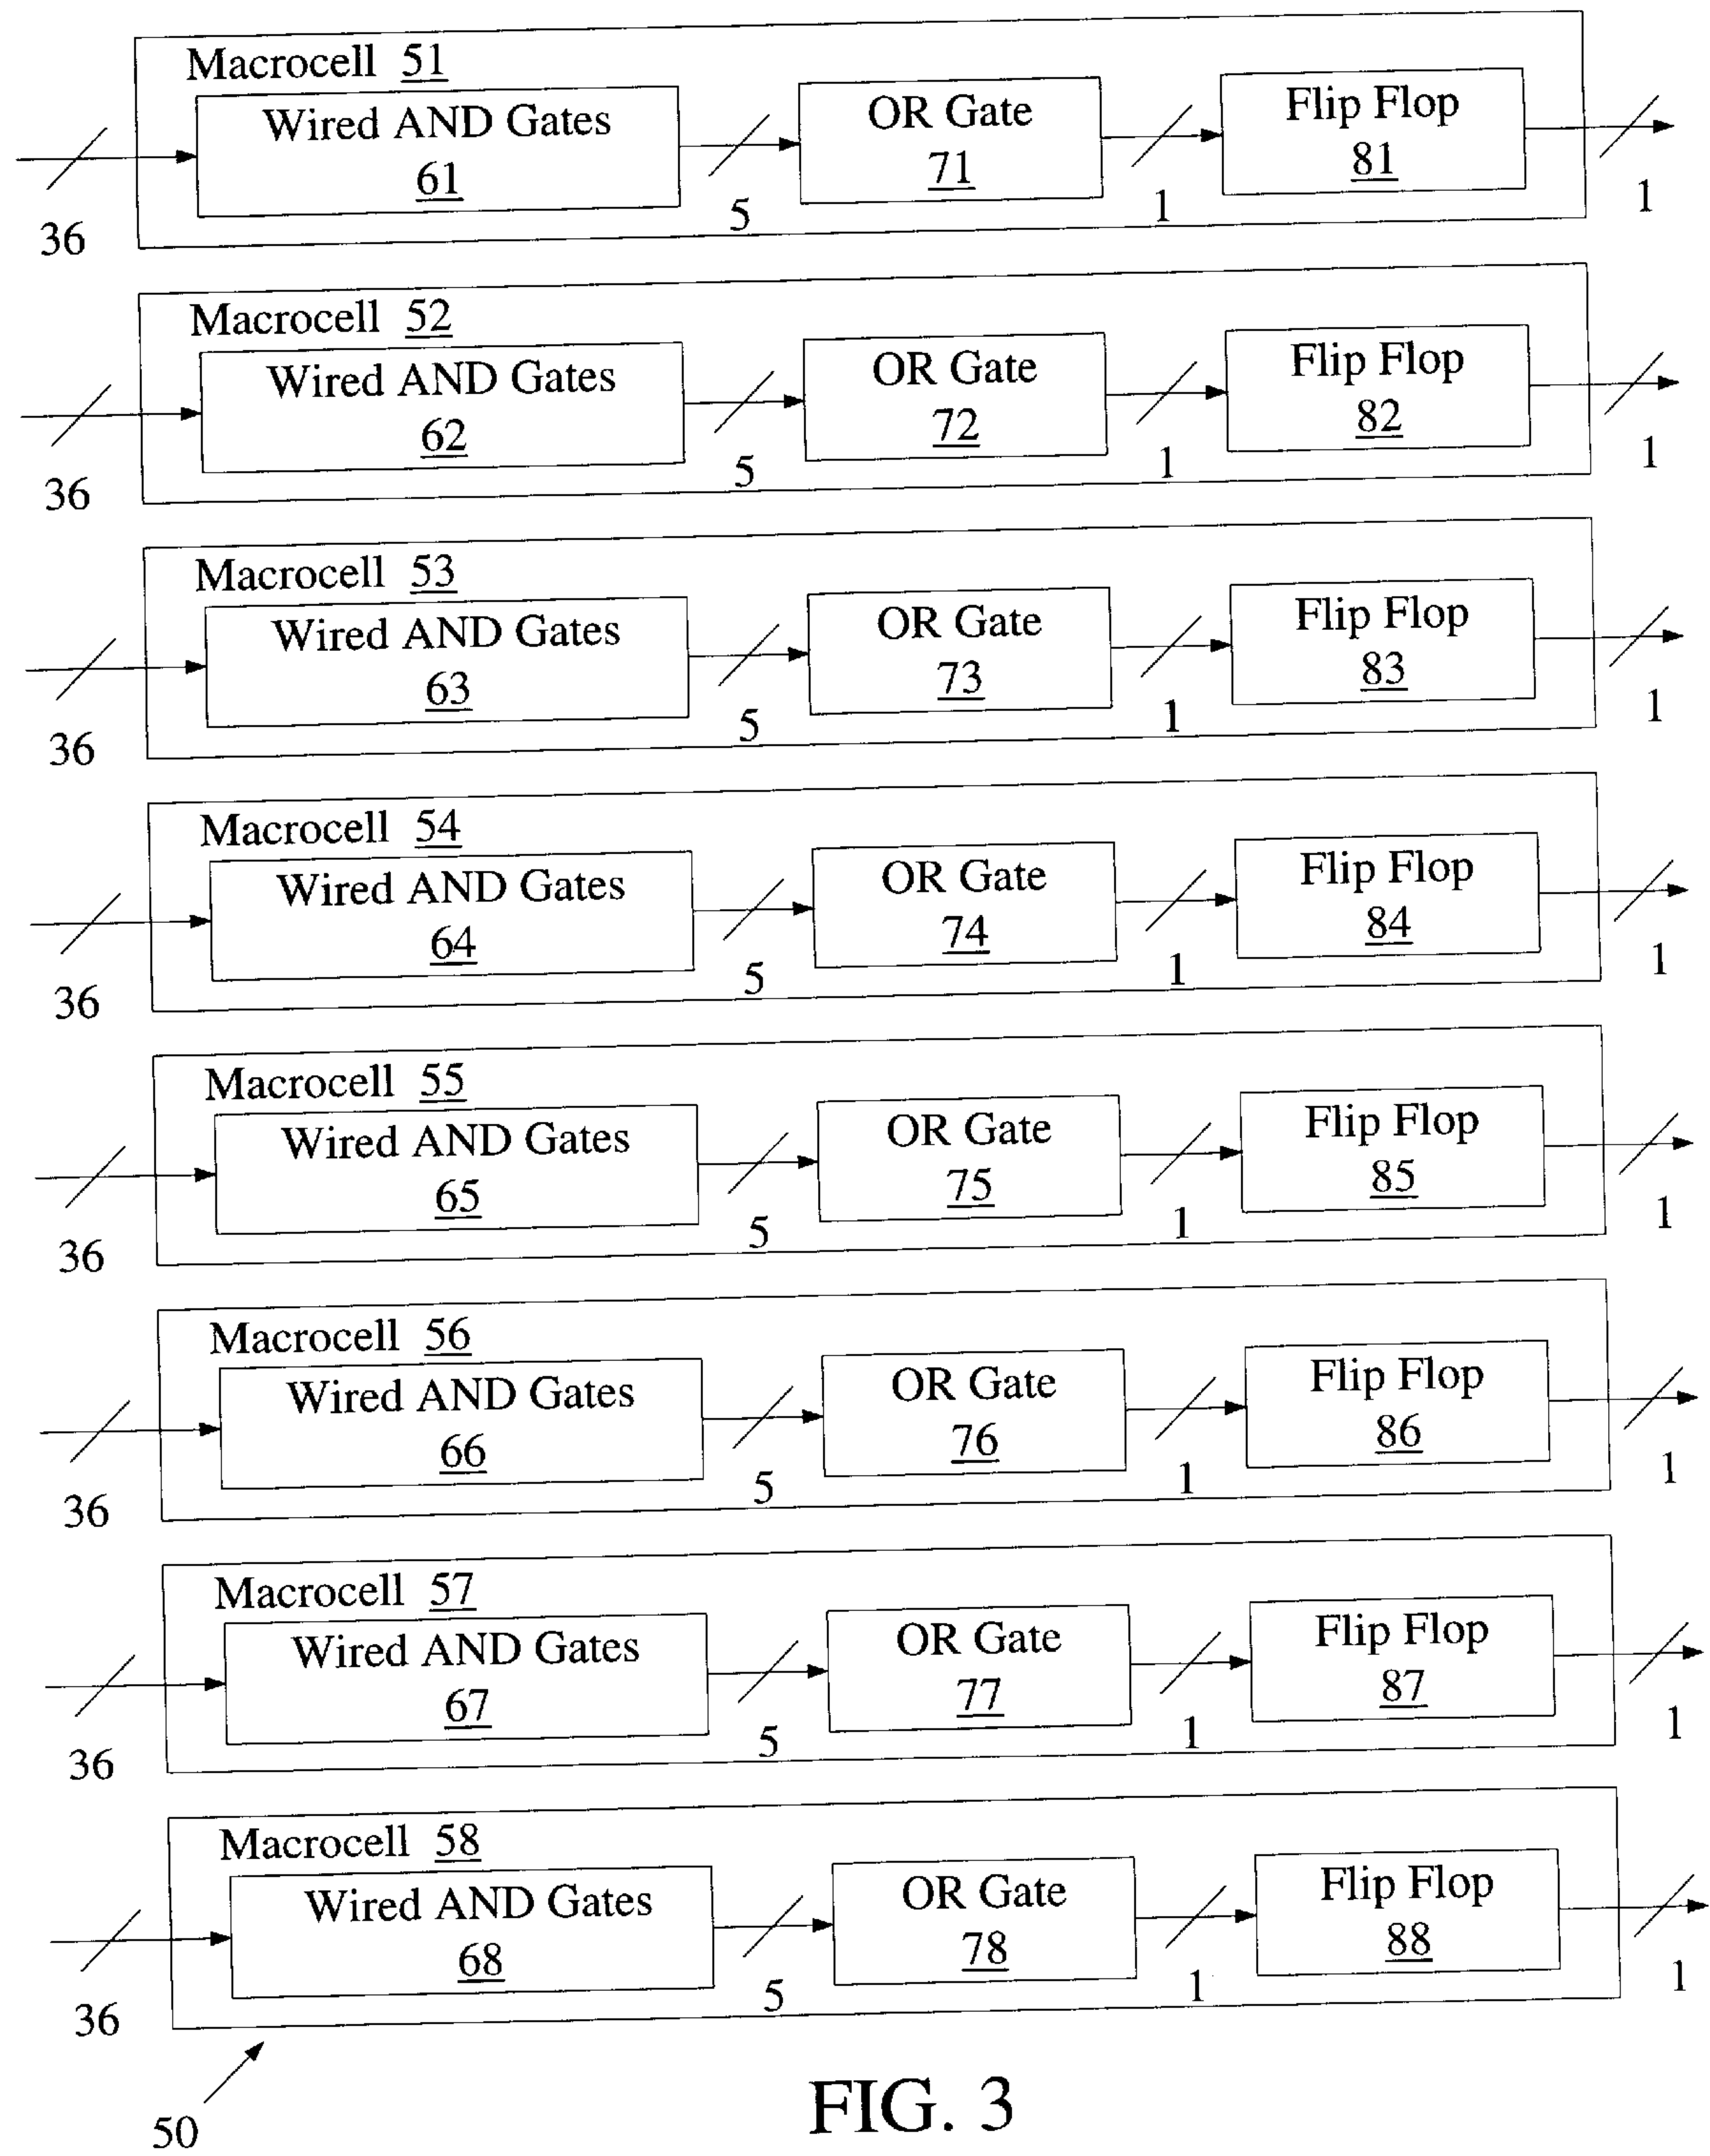 Macrocell 51
Wired AND Gates
61
OR Gate
71
Flip Flop
81
36
5
1
1
Macrocell 52
Wired AND Gates
62
OR Gate
72
Flip Flop
82
36
5
1
1
Macrocell 53
Wired AND Gates
63
OR Gate
73
Flip Flop
83
36
5
1
1
Macrocell 54
Wired AND Gates
64
OR Gate
74
Flip Flop
84
36
5
1
1
Macrocell 55
Wired AND Gates
65
OR Gate
75
Flip Flop
85
36
5
1
1
Macrocell 56
Wired AND Gates
66
OR Gate
76
Flip Flop
86
36
5
1
1
Macrocell 57
Wired AND Gates
67
OR Gate
77
Flip Flop
87
36
5
1
1
Macrocell 58
Wired AND Gates
68
OR Gate
78
Flip Flop
88
36
5
1
1
50
FIG. 3